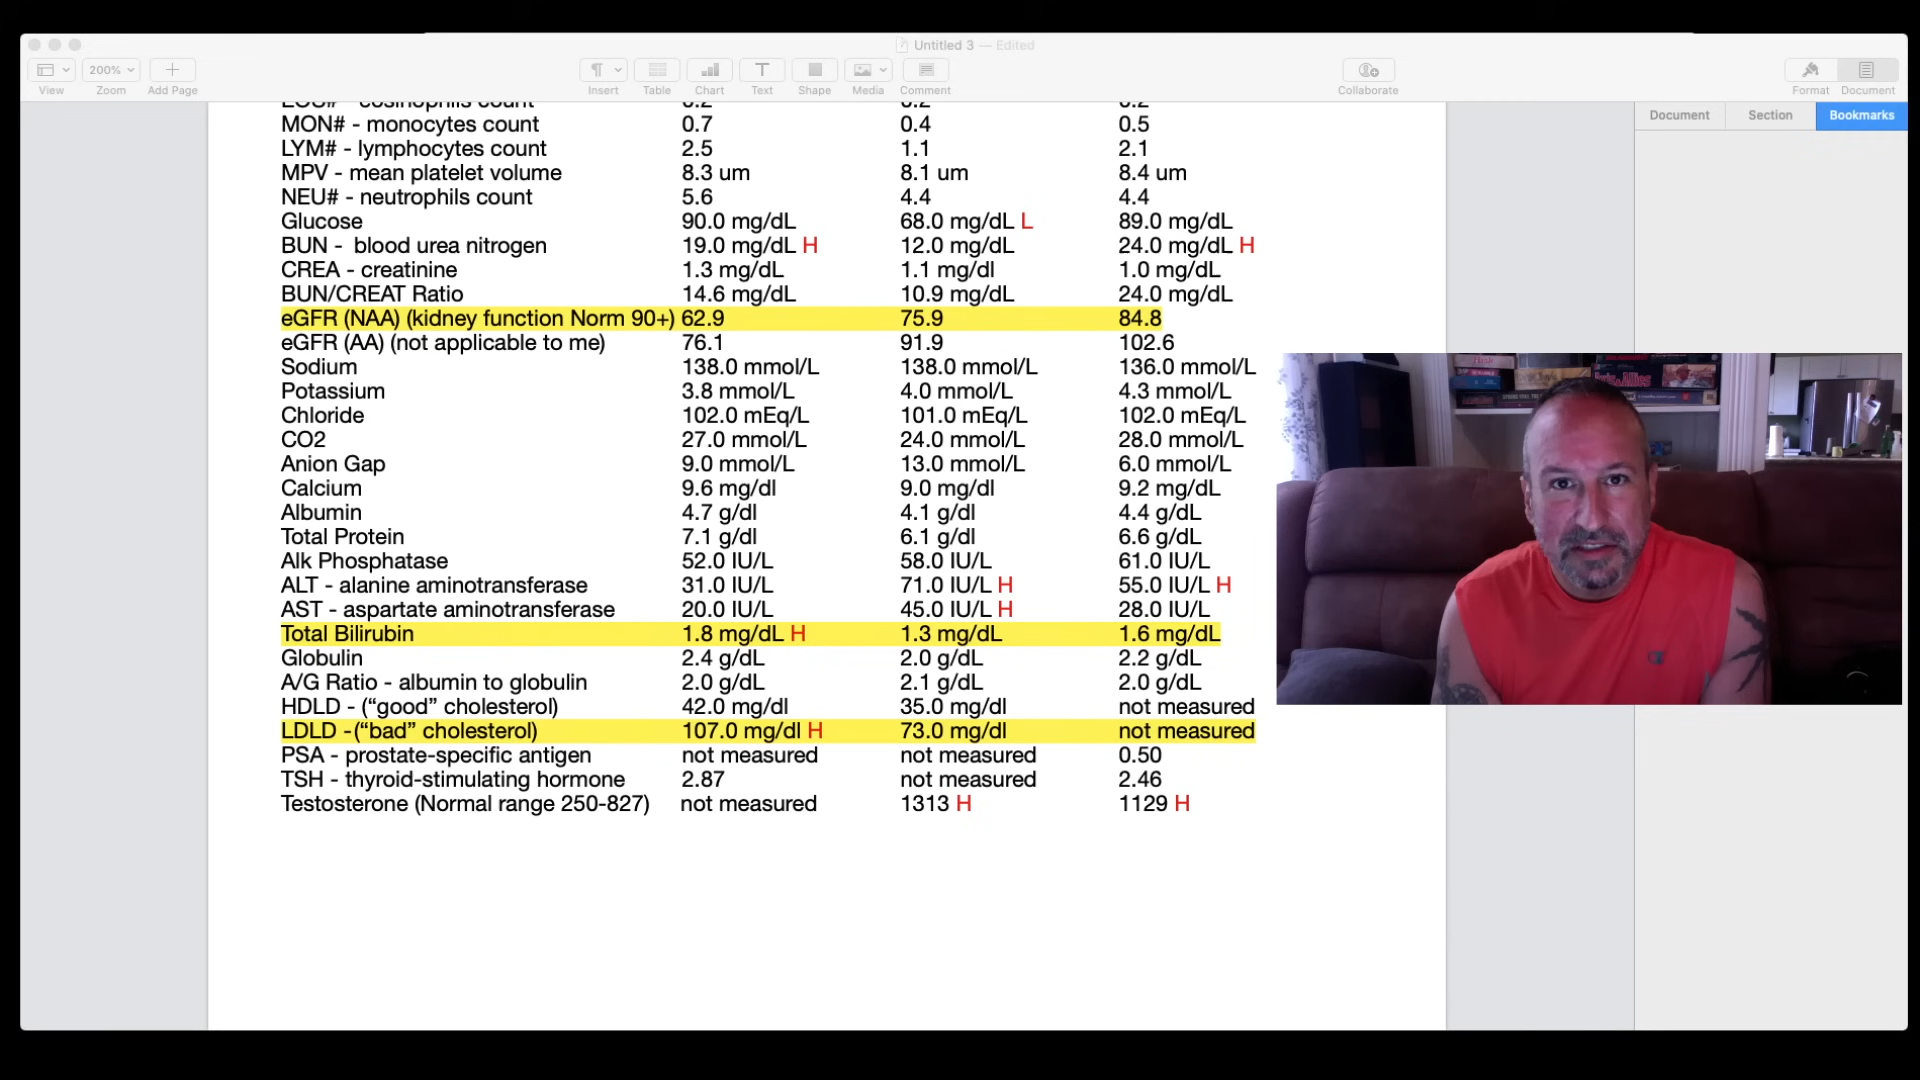 Untitled 3 — Edited
200%
View
Zoom
Add Page
Insert
Table
Chart
Text
Shape
Media
Comment
Collaborate
Format
Document
Document
Section
Bookmarks
EOS# - eosinophils count 0.2 0.2 0.2
MON# - monocytes count 0.7 0.4 0.5
LYM# - lymphocytes count 2.5 1.1 2.1
MPV - mean platelet volume 8.3 um 8.1 um 8.4 um
NEU# - neutrophils count 5.6 4.4 4.4
Glucose 90.0 mg/dL 68.0 mg/dL L 89.0 mg/dL
BUN - blood urea nitrogen 19.0 mg/dL H 12.0 mg/dL 24.0 mg/dL H
CREA - creatinine 1.3 mg/dL 1.1 mg/dl 1.0 mg/dL
BUN/CREAT Ratio 14.6 mg/dL 10.9 mg/dL 24.0 mg/dL
eGFR (NAA) (kidney function Norm 90+) 62.9 75.9 84.8
eGFR (AA) (not applicable to me) 76.1 91.9 102.6
Sodium 138.0 mmol/L 138.0 mmol/L 136.0 mmol/L
Potassium 3.8 mmol/L 4.0 mmol/L 4.3 mmol/L
Chloride 102.0 mEq/L 101.0 mEq/L 102.0 mEq/L
CO2 27.0 mmol/L 24.0 mmol/L 28.0 mmol/L
Anion Gap 9.0 mmol/L 13.0 mmol/L 6.0 mmol/L
Calcium 9.6 mg/dl 9.0 mg/dl 9.2 mg/dL
Albumin 4.7 g/dl 4.1 g/dl 4.4 g/dL
Total Protein 7.1 g/dl 6.1 g/dl 6.6 g/dL
Alk Phosphatase 52.0 IU/L 58.0 IU/L 61.0 IU/L
ALT - alanine aminotransferase 31.0 IU/L 71.0 IU/L H 55.0 IU/L H
AST - aspartate aminotransferase 20.0 IU/L 45.0 IU/L H 28.0 IU/L
Total Bilirubin 1.8 mg/dL H 1.3 mg/dL 1.6 mg/dL
Globulin 2.4 g/dL 2.0 g/dL 2.2 g/dL
A/G Ratio - albumin to globulin 2.0 g/dL 2.1 g/dL 2.0 g/dL
HDLD - (“good” cholesterol) 42.0 mg/dl 35.0 mg/dl not measured
LDLD -(“bad” cholesterol) 107.0 mg/dl H 73.0 mg/dl not measured
PSA - prostate-specific antigen not measured not measured 0.50
TSH - thyroid-stimulating hormone 2.87 not measured 2.46
Testosterone (Normal range 250-827) not measured 1313 H 1129 H